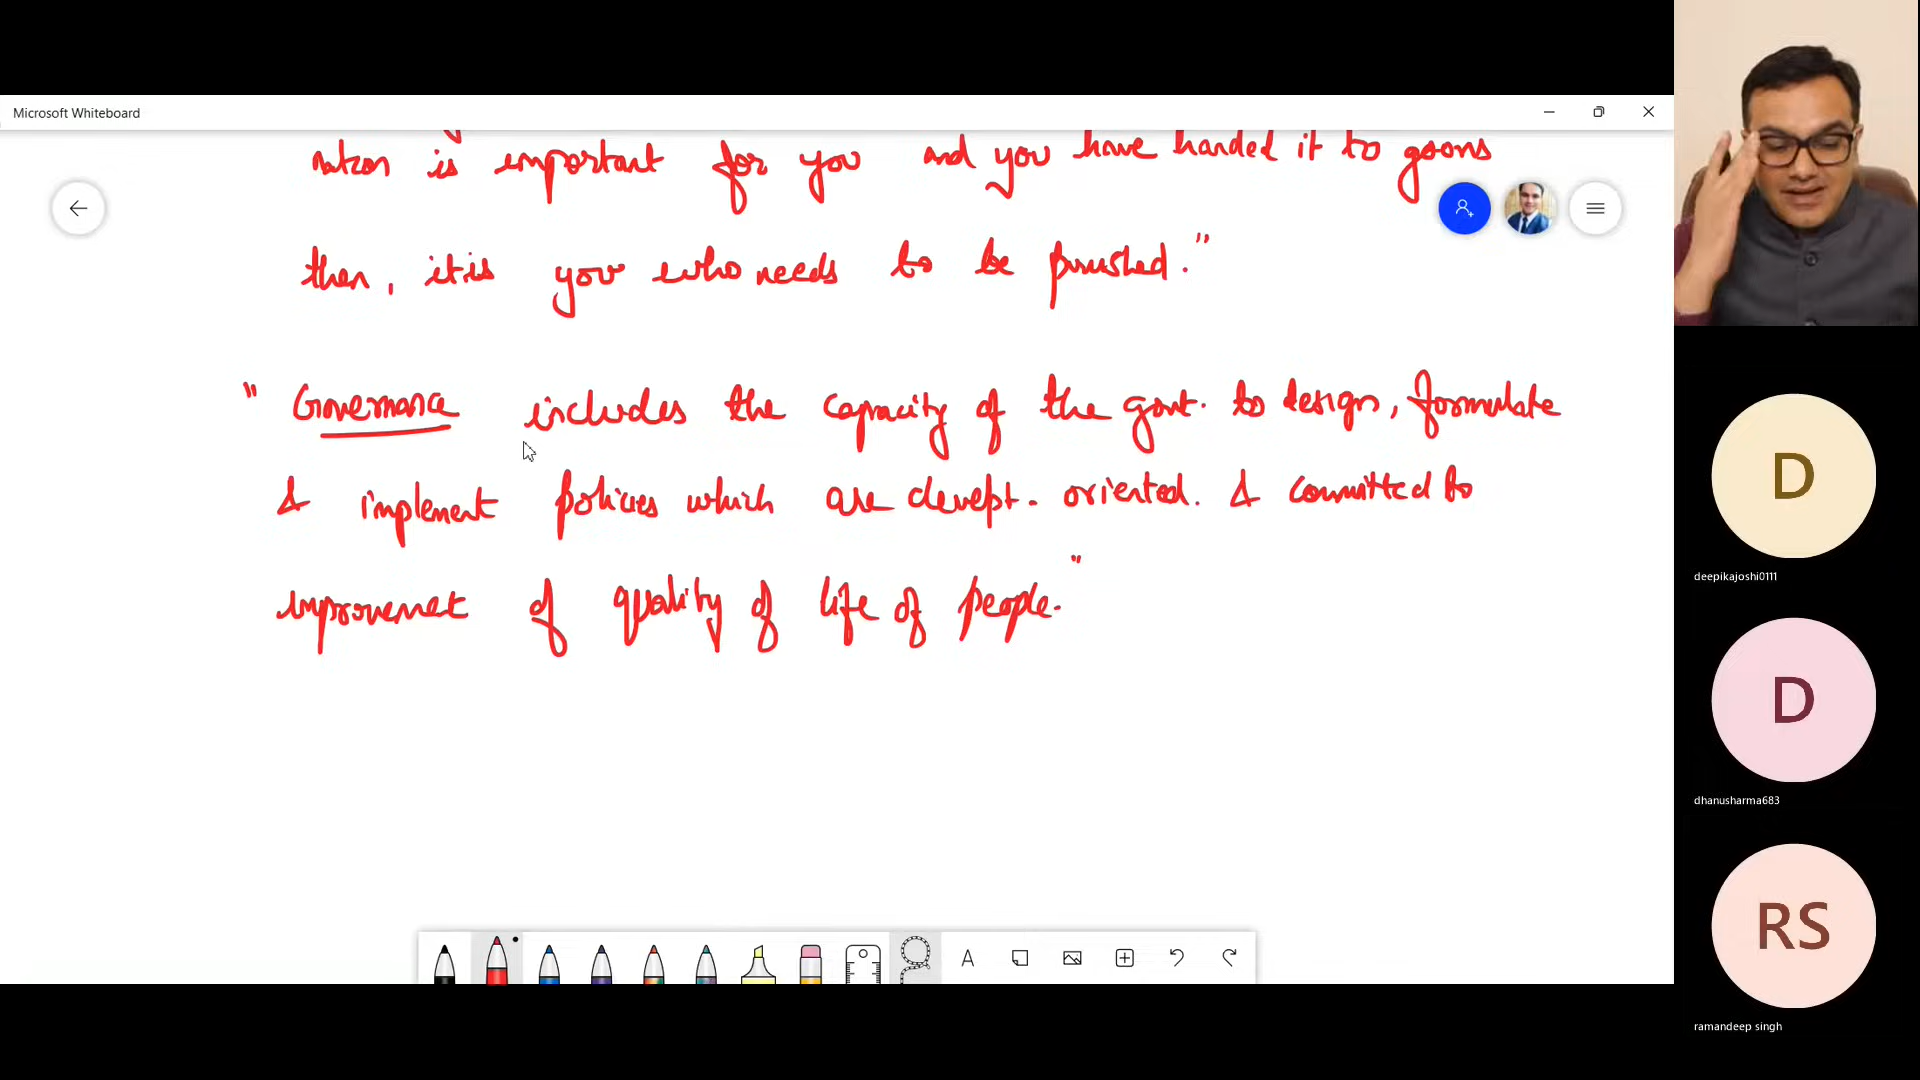 Microsoft Whiteboard
nation is important for you and you have handed it to goons
then, it is you who needs to be punished."
" Governance includes the capacity of the govt. to design, formulate
& implement policies which are devept. oriented. & committed to
improvemet of quality of life of people."
A
D
deepikajoshi0111
D
dhanusharma683
RS
ramandeep singh